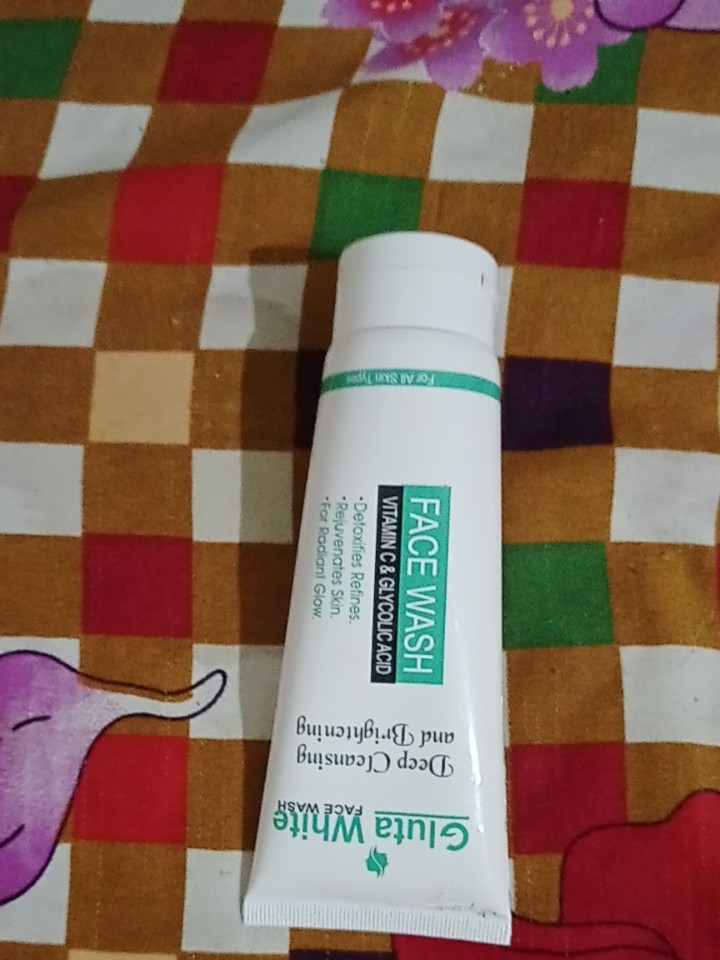 Gluta White
FACE WASH
Deep Cleansing
and Brightening
FACE WASH
VITAMIN C & GLYCOLIC ACID
• Detoxifies Refines.
• Rejuvenates Skin.
• For Radiant Glow.
For All Skin Types